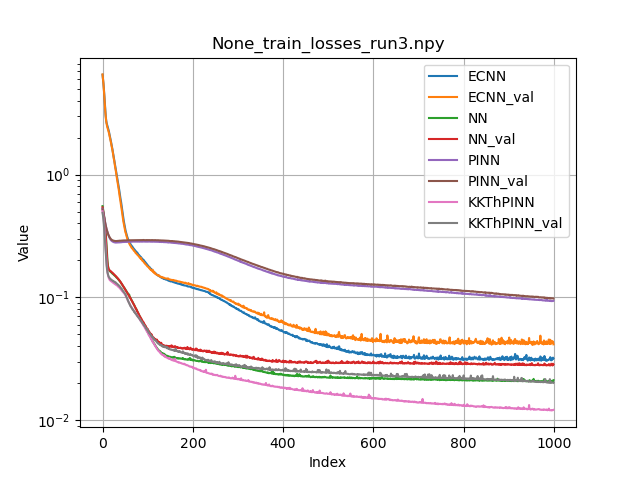 None_train_losses_run3.npy
ECNN
ECNN_val
NN
NN_val
PINN
PINN_val
KKThPINN
KKThPINN_val
Value
10⁰
10⁻¹
10⁻²
0 200 400 600 800 1000
Index